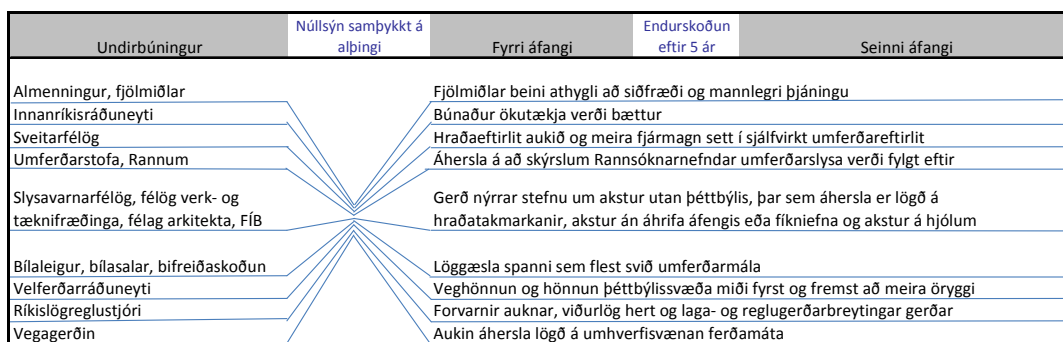 Undirbúningur
Núllsýn samþykkt á
alþingi
Fyrri áfangi
Endurskoðun
eftir 5 ár
Seinni áfangi
Almenningur, fjölmiðlar
Fjölmiðlar beini athygli að siðfræði og mannlegri þjáningu
Innanríkisráðuneyti
Búnaður ökutækja verði bættur
Sveitarfélög
Hraðaeftirlit aukið og meira fjármagn sett í sjálfvirkt umferðareftirlit
Umferðarstofa, Rannum
Áhersla á að skýrslum Rannsóknarnefndar umferðarslysa verði fylgt eftir
Slysavarnarfélög, félög verk- og
tæknifræðinga, félag arkitekta, FÍB
Gerð nýrrar stefnu um akstur utan þéttbýlis, þar sem áhersla er lögð á
hraðatakmarkanir, akstur án áhrifa áfengis eða fíkniefna og akstur á hjólum
Bílaleigur, bílasalar, bifreiðaskoðun
Löggæsla spanni sem flest svið umferðarmála
Velferðarráðuneyti
Veghönnun og hönnun þéttbýlissvæða miði fyrst og fremst að meira öryggi
Ríkislögreglustjóri
Forvarnir auknar, viðurlög hert og laga- og reglugerðarbreytingar gerðar
Vegagerðin
Aukin áhersla lögð á umhverfisvænan ferðamáta